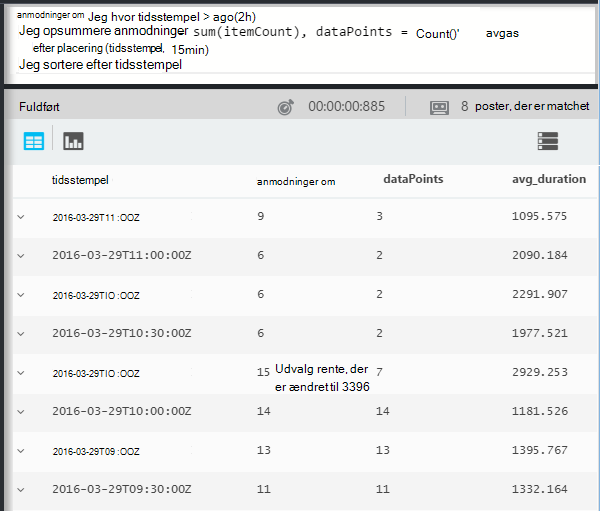 anmodninger om Jeg hvor tidsstempel > ago(2h)
Jeg opsummere anmodninger sum(itemCount), dataPoints = Count()' avgas
efter placering (tidsstempel, 15min)
Jeg sortere efter tidsstempel
Fuldført 00:00:00:885 8 poster, der er matchet
tidsstempel anmodninger om dataPoints avg_duration
2016-03-29T11 :OOZ 9 3 1095.575
2016-03-29T11:00:00Z 6 2 2090.184
2016-03-29TIO :OOZ 6 2 2291.907
2016-03-29T10:30:00Z 6 2 1977.521
2016-03-29TIO :OOZ 15 Udvalg rente, der er ændret til 3396 7 2929.253
2016-03-29T10:00:00Z 14 14 1181.526
2016-03-29T09 :OOZ 13 13 1395.767
2016-03-29T09:30:00Z 11 11 1332.164